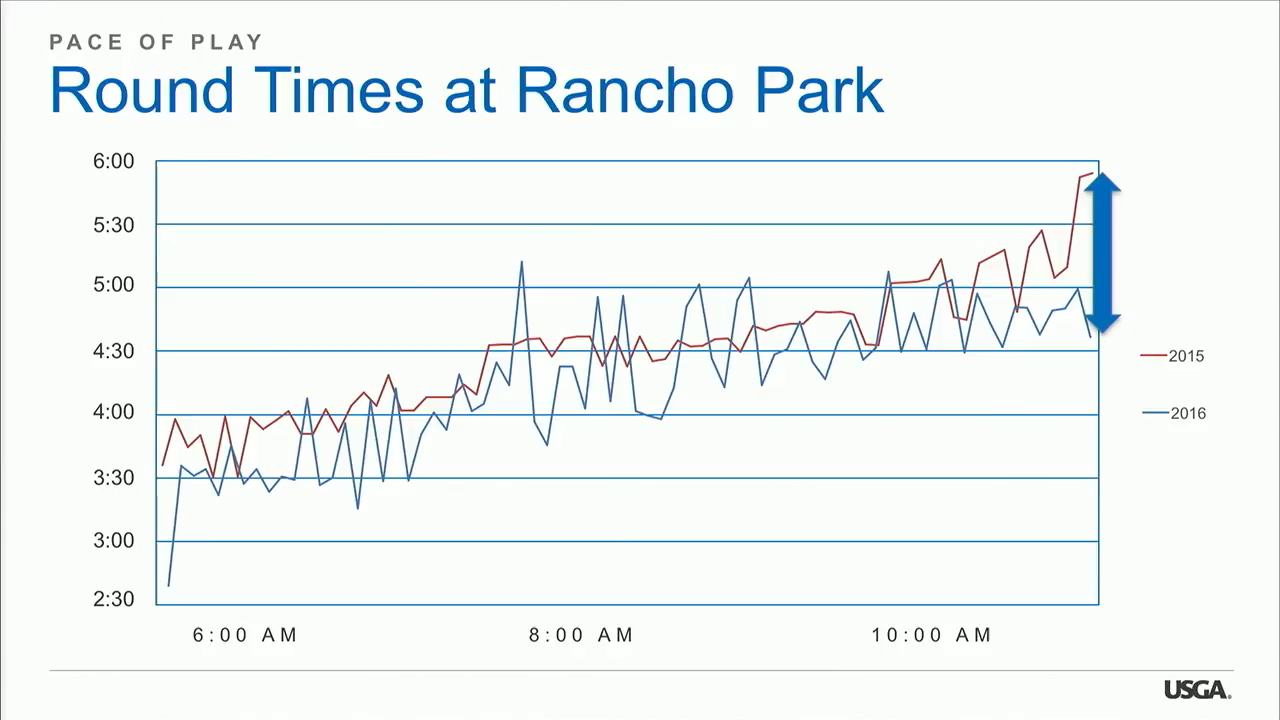 PACE OF PLAY
Round Times at Rancho Park
6:00
5:30
5:00
4:30
4:00
3:30
3:00
2:30
6:00 AM
8:00 AM
10:00 AM
2015
2016
USGA.